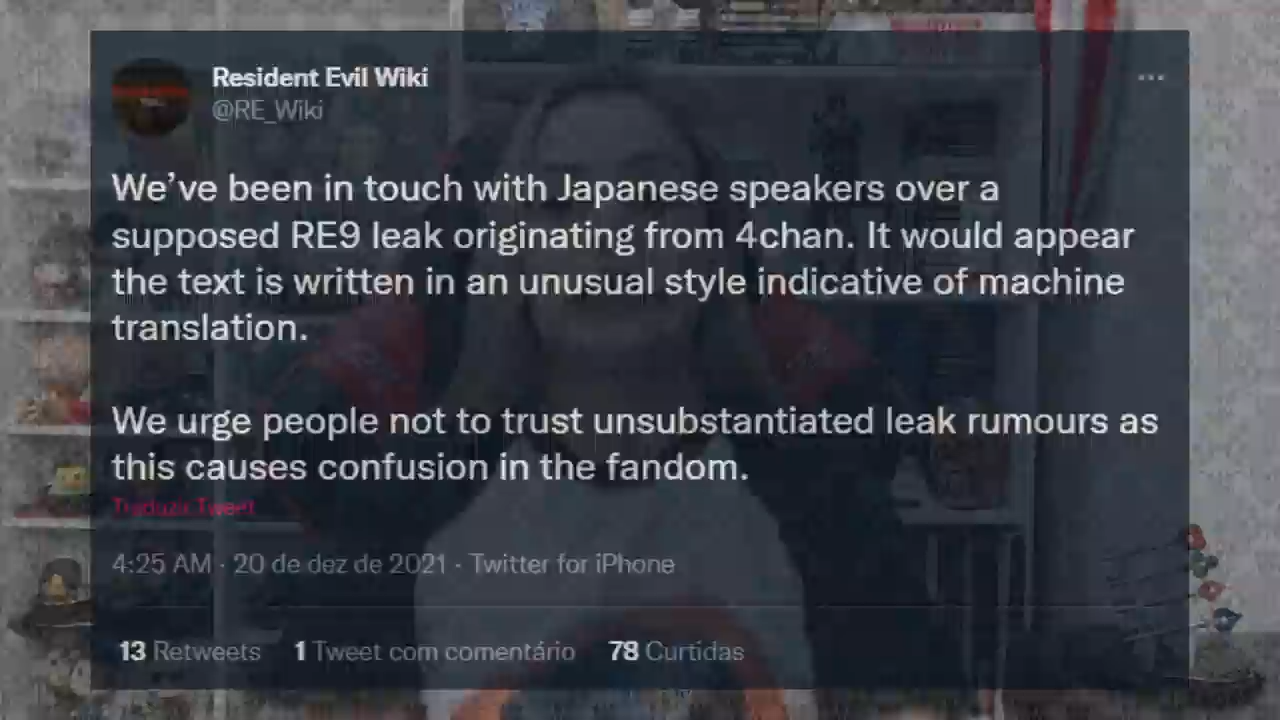 Resident Evil Wiki
@RE_Wiki
We’ve been in touch with Japanese speakers over a
supposed RE9 leak originating from 4chan. It would appear
the text is written in an unusual style indicative of machine
translation.
We urge people not to trust unsubstantiated leak rumours as
this causes confusion in the fandom.
Traduzir Tweet
4:25 AM · 20 de dez de 2021 · Twitter for iPhone
13 Retweets 1 Tweet com comentário 78 Curtidas